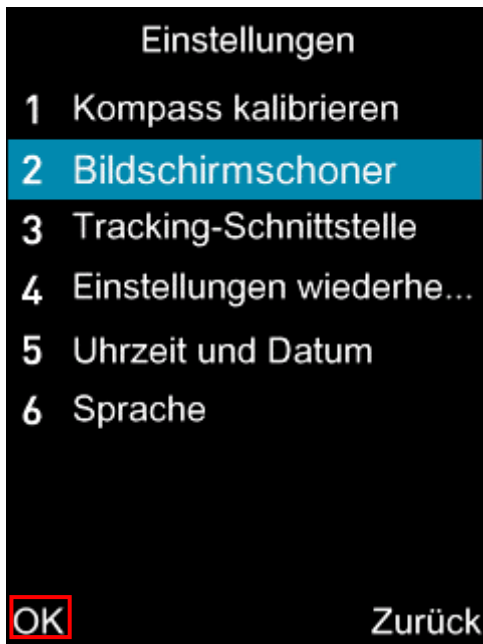 Einstellungen
1 Kompass kalibrieren
2 Bildschirmschoner
3 Tracking-Schnittstelle
4 Einstellungen wiederhe...
5 Uhrzeit und Datum
6 Sprache
OK Zurück